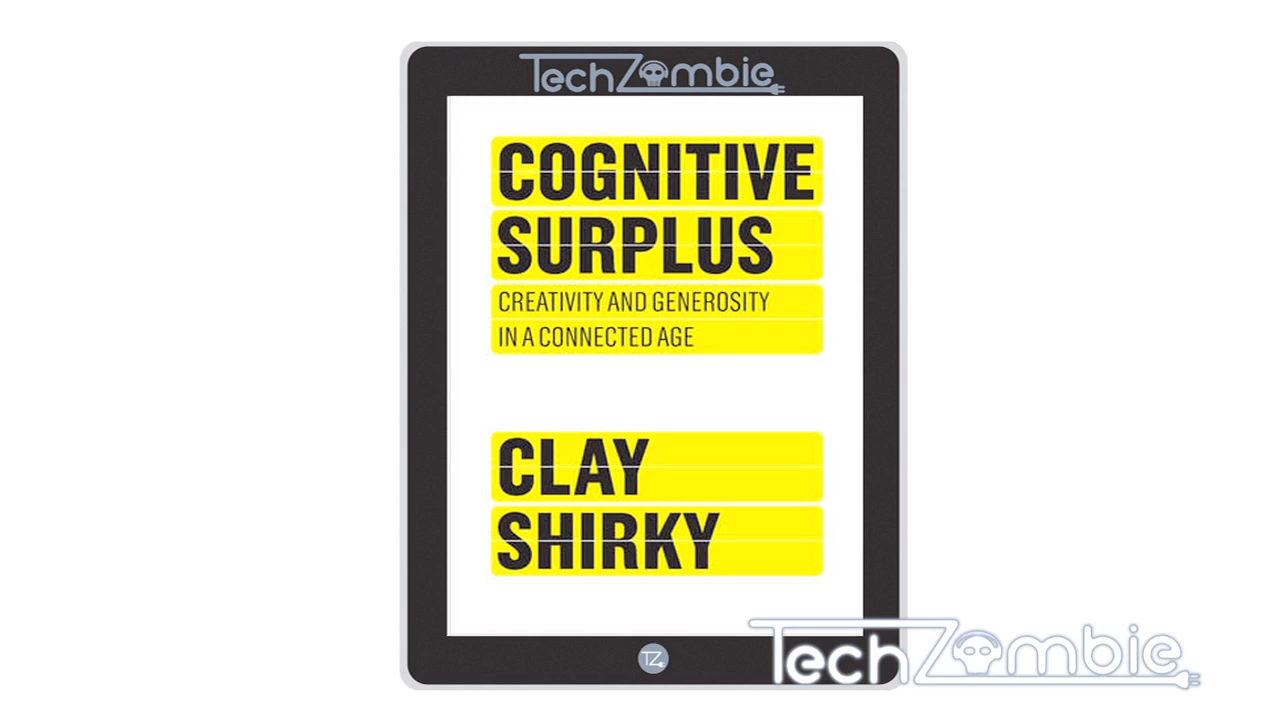 TechZombie
COGNITIVE
SURPLUS
CREATIVITY AND GENEROSITY
IN A CONNECTED AGE
CLAY
SHIRKY
TZ
TechZombie